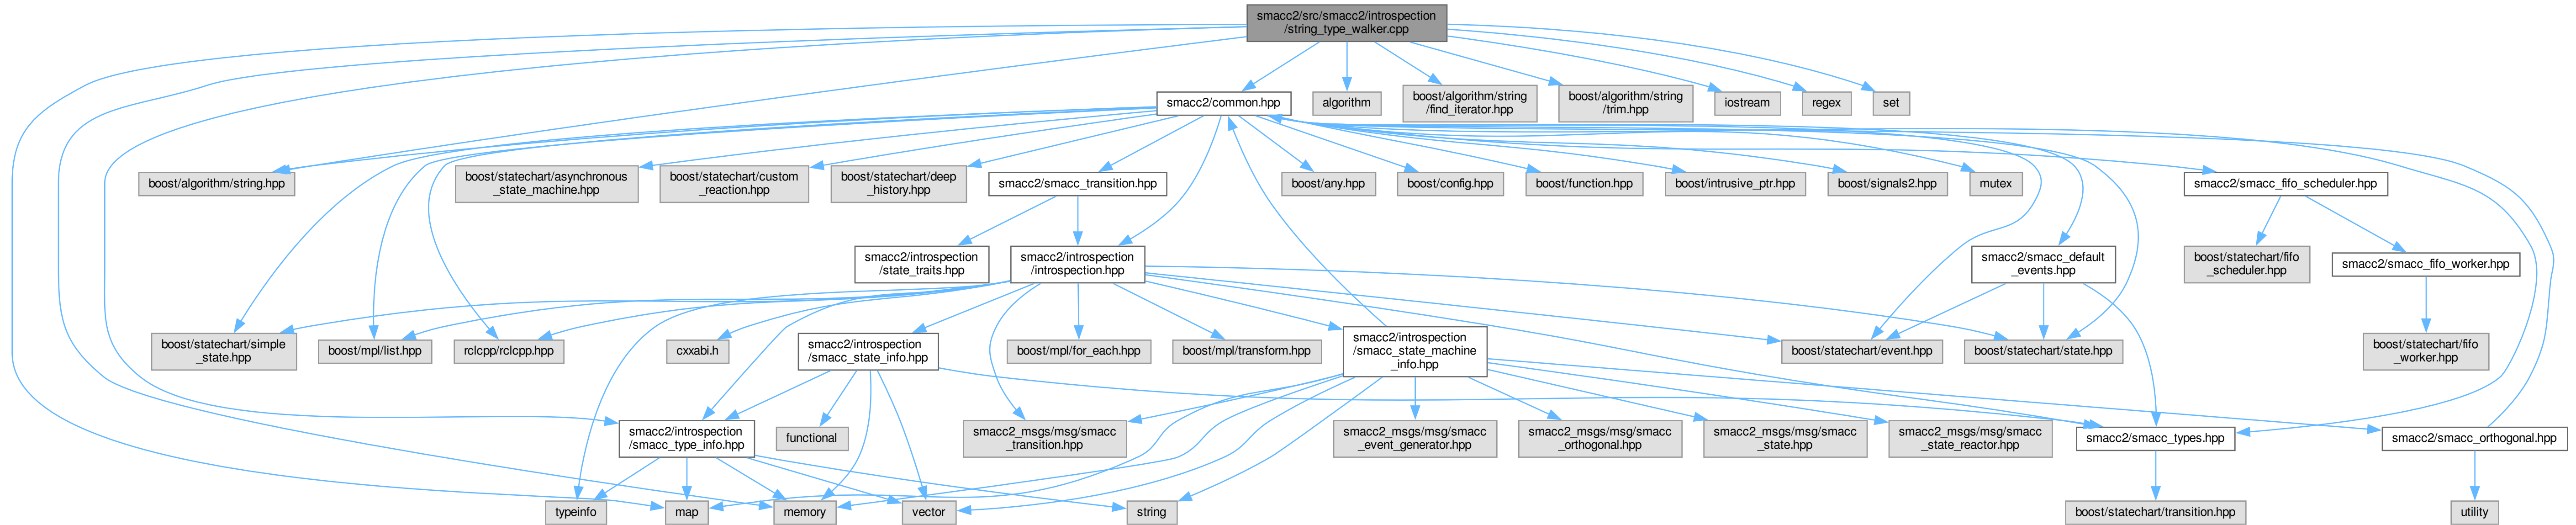 smacc2/src/smacc2/introspection
/string_type_walker.cpp
smacc2/common.hpp
algorithm
boost/algorithm/string
/find_iterator.hpp
boost/algorithm/string
/trim.hpp
iostream
regex
set
boost/algorithm/string.hpp
boost/statechart/asynchronous
_state_machine.hpp
boost/statechart/custom
_reaction.hpp
boost/statechart/deep
_history.hpp
smacc2/smacc_transition.hpp
boost/any.hpp
boost/config.hpp
boost/function.hpp
boost/intrusive_ptr.hpp
boost/signals2.hpp
mutex
smacc2/smacc_fifo_scheduler.hpp
smacc2/introspection
/state_traits.hpp
smacc2/introspection
/introspection.hpp
smacc2/smacc_default
_events.hpp
boost/statechart/fifo
_scheduler.hpp
smacc2/smacc_fifo_worker.hpp
boost/statechart/simple
_state.hpp
boost/mpl/list.hpp
rclcpp/rclcpp.hpp
cxxabi.h
smacc2/introspection
/smacc_state_info.hpp
boost/mpl/for_each.hpp
boost/mpl/transform.hpp
smacc2/introspection
/smacc_state_machine
_info.hpp
boost/statechart/event.hpp
boost/statechart/state.hpp
boost/statechart/fifo
_worker.hpp
smacc2/introspection
/smacc_type_info.hpp
functional
smacc2_msgs/msg/smacc
_transition.hpp
smacc2_msgs/msg/smacc
_event_generator.hpp
smacc2_msgs/msg/smacc
_orthogonal.hpp
smacc2_msgs/msg/smacc
_state.hpp
smacc2_msgs/msg/smacc
_state_reactor.hpp
smacc2/smacc_types.hpp
smacc2/smacc_orthogonal.hpp
typeinfo
map
memory
vector
string
boost/statechart/transition.hpp
utility